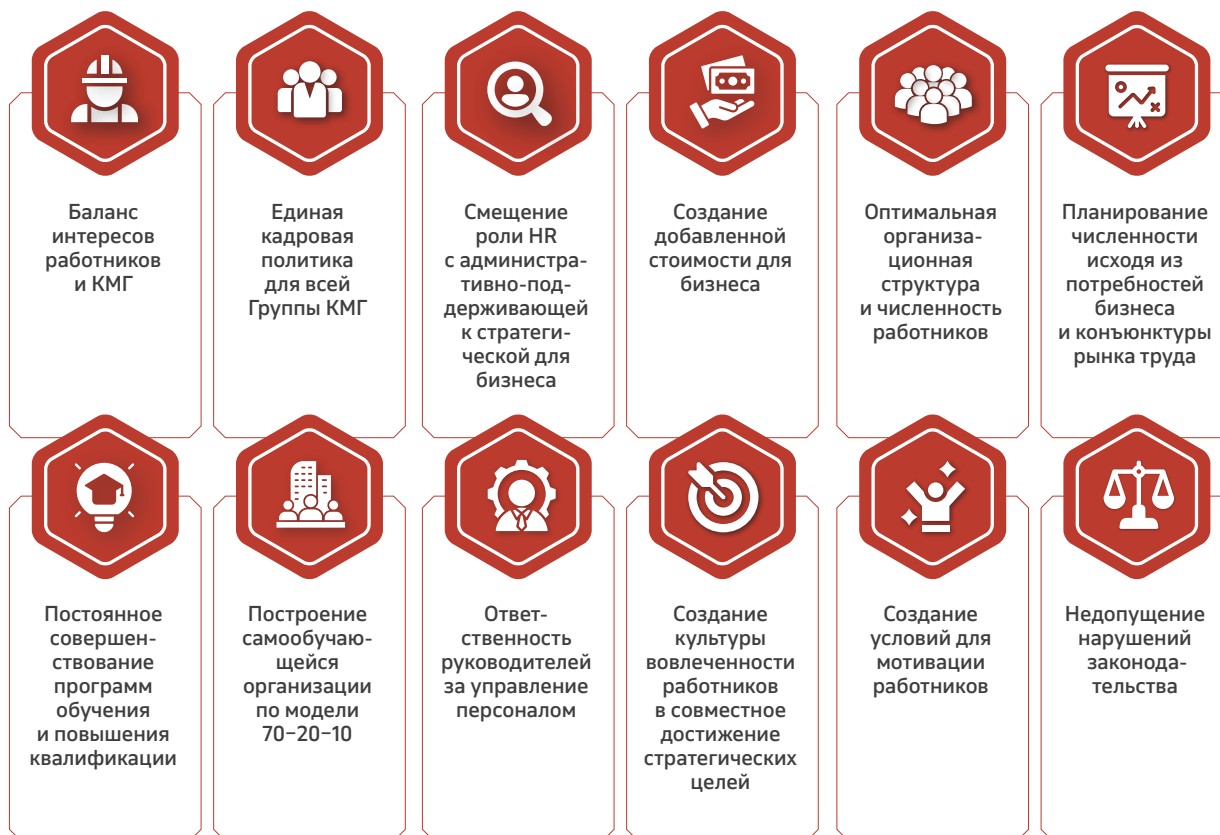 Баланс
интересов
работников
и КМГ
Единая
кадровая
политика
для всей
Группы КМГ
Смещение
роли HR
с администра-
тивно-под-
держивающей
к стратеги-
ческой для
бизнеса
Создание
добавленной
стоимости для
бизнеса
Оптимальная
организа-
ционная
структура
и численность
работников
Планирование
численности
исходя из
потребностей
бизнеса
и конъюнктуры
рынка труда
Постоянное
совершен-
ствование
программ
обучения
и повышения
квалификации
Построение
самообучаю-
щейся
организации
по модели
70–20–10
Ответ-
ственность
руководителей
за управление
персоналом
Создание
культуры
вовлеченности
работников
в совместное
достижение
стратегических
целей
Создание
условий для
мотивации
работников
Недопущение
нарушений
законода-
тельства